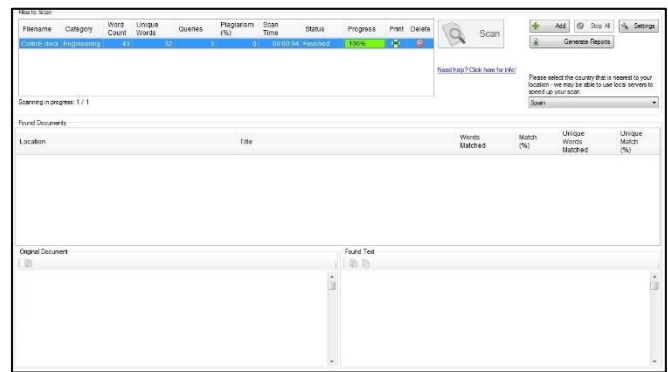 Files to Scan
Filename Category Word Count Unique Words Queries Plagiarism (%) Scan Time Status Progress Print Delete
Engineering 43 32 3 0 00:00:04 Finished 100%
Scan
Add Stop All Settings
Generate Reports
Need help? Click here for Info!
Please select the country that is nearest to your
location - we may be able to use local servers to
speed up your scan.
Spain
Scanning in progress: 1 / 1
Found Documents
Location Title Words Matched Match (%) Unique Words Matched Unique Match (%)
Original Document Found Text